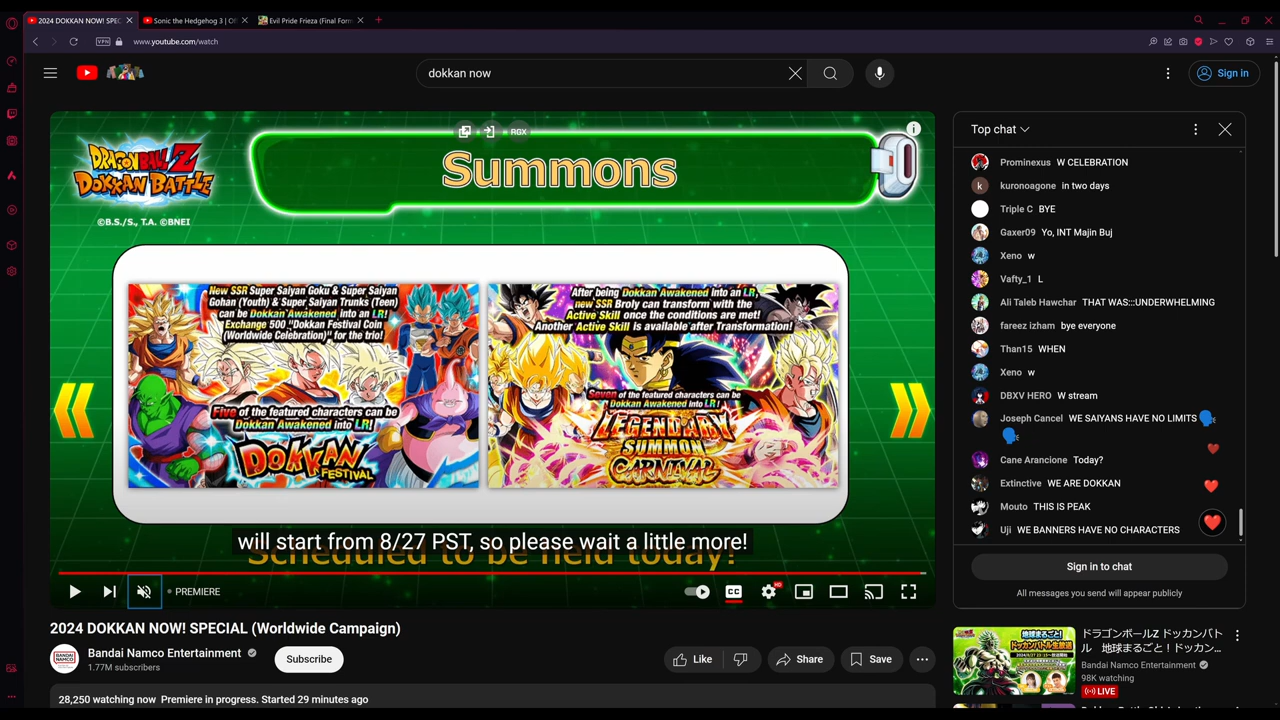 2024 DOKKAN NOW! SPEC
Sonic the Hedgehog 3 | Of
Evil Pride Frieza (Final Form
VPN
www.youtube.com/watch
dokkan now
Sign in
DRAGON BALL Z
DOKKAN BATTLE
©B.S./S., T.A. ©BNEI
RGX
Summons
New SSR Super Saiyan Goku & Super Saiyan
Gohan (Youth) & Super Saiyan Trunks (Teen)
can be Dokkan Awakened into an LR!
Exchange 500 "Dokkan Festival Coin
(Worldwide Celebration)" for the trio!
Five of the featured characters can be
Dokkan Awakened into LR!
DOKKAN
FESTIVAL
After being Dokkan Awakened into an LR,
new SSR Broly can transform with the
Active Skill once the conditions are met!
Another Active Skill is available after Transformation!
Seven of the featured characters can be
Dokkan Awakened into LR!
LEGENDARY
SUMMON
CARNIVAL
will start from 8/27 PST, so please wait a little more!
Scheduled to be held today!
PREMIERE
CC
HD
2024 DOKKAN NOW! SPECIAL (Worldwide Campaign)
Bandai Namco Entertainment
1.77M subscribers
Subscribe
Like
Share
Save
28,250 watching now Premiere in progress. Started 29 minutes ago
Top chat
Prominexus W CELEBRATION
kuronoagone in two days
Triple C BYE
Gaxer09 Yo, INT Majin Buj
Xeno w
Vafty_1 L
Ali Taleb Hawchar THAT WAS:::UNDERWHELMING
fareez izham bye everyone
Than15 WHEN
Xeno w
DBXV HERO W stream
Joseph Cancel WE SAIYANS HAVE NO LIMITS
Cane Arancione Today?
Extinctive WE ARE DOKKAN
Mouto THIS IS PEAK
Uji WE BANNERS HAVE NO CHARACTERS
Sign in to chat
All messages you send will appear publicly
ドラゴンボールZ ドッカンバト
ル 地球まるごと！ドッカン...
Bandai Namco Entertainment
98K watching
LIVE